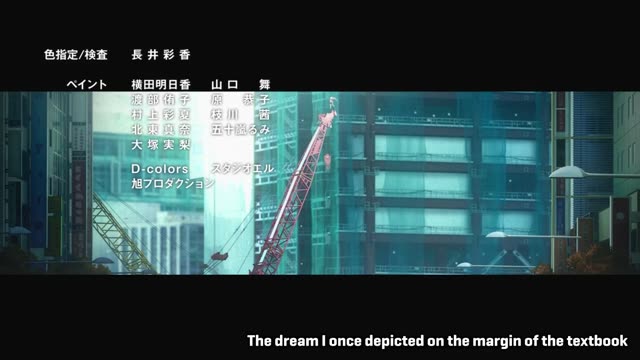 色指定/検査 長井彩香
ペイント 横田明日香 山口 舞
渡部侑子 原 恭子
村上彩夏 枝川 茜
北東真奈 五十嵐るみ
大塚実梨
D-colors スタジオエル
旭プロダクション
The dream I once depicted on the margin of the textbook